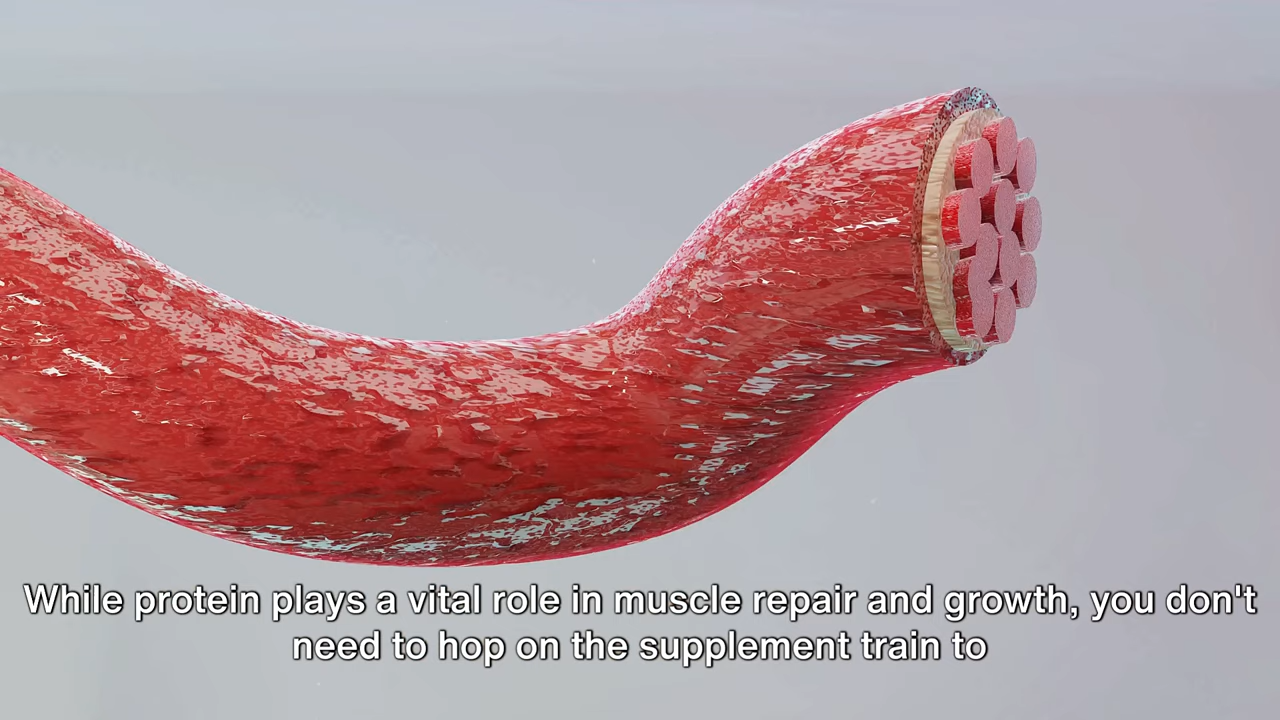 While protein plays a vital role in muscle repair and growth, you don't
need to hop on the supplement train to